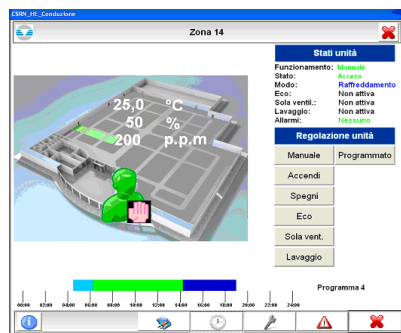 CSRN_HE_Conduzione
Zona 14
Stati unità
Funzionamento: Manuale
Stato: Acceso
Modo: Raffreddamento
Eco: Non attiva
Sola ventil.: Non attiva
Lavaggio: Non attiva
Allarmi: Nessuno
25,0 °C
50 %
200 p.p.m
Regolazione unità
Manuale Programmato
Accendi
Spegni
Eco
Sola vent.
Lavaggio
Programma 4
00:00 02:00 04:00 06:00 08:00 10:00 12:00 14:00 16:00 18:00 20:00 22:00 24:00